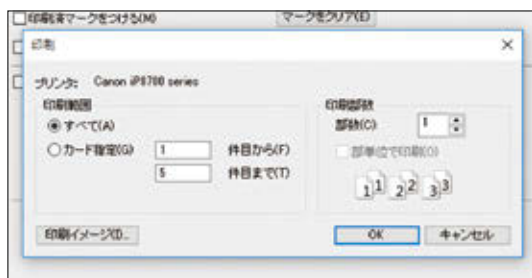 印刷済マークをつける(M)
マークをクリア(E)
印刷
プリンタ: Canon iP8700 series
印刷範囲
すべて(A)
カード指定(G) 1 件目から(F)
5 件目まで(T)
印刷部数
部数(C) 1
部単位で印刷(O)
1 1 2 2 3 3
印刷イメージ(I)...
OK
キャンセル